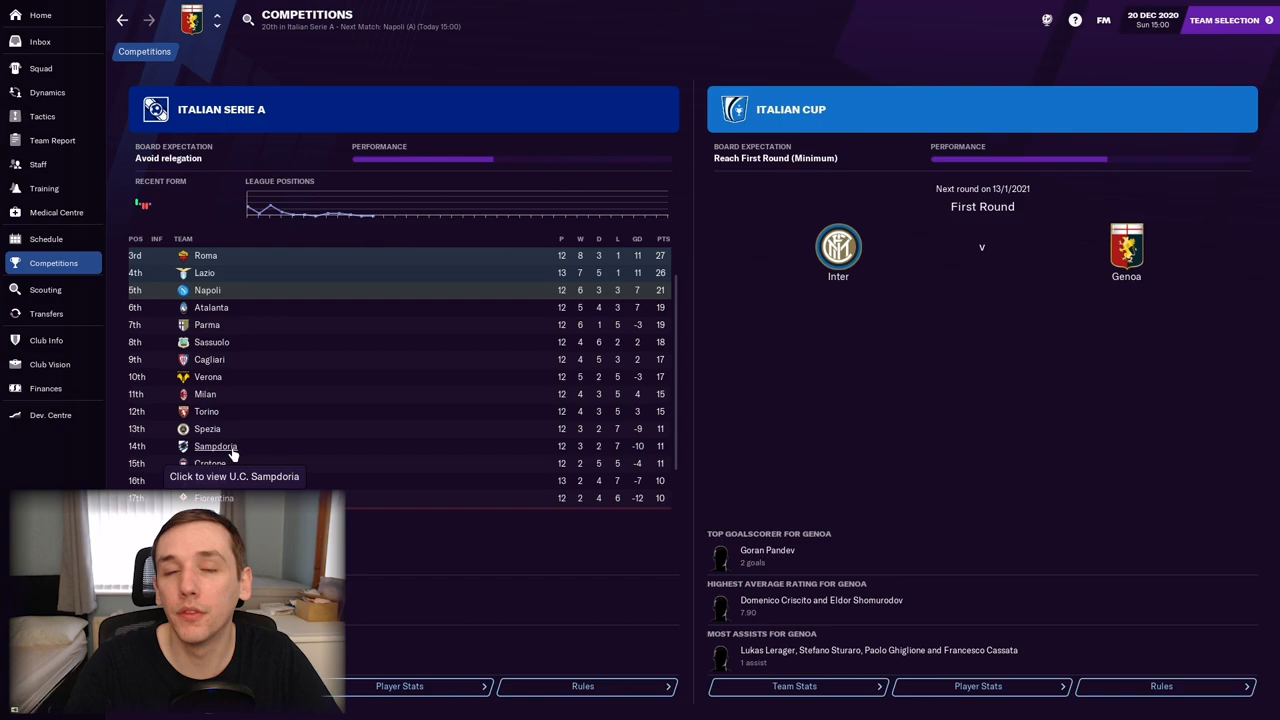 Home
COMPETITIONS
20th in Italian Serie A - Next Match: Napoli (A) (Today 15:00)
?
FM
20 DEC 2020
Sun 15:00
TEAM SELECTION
Inbox
Squad
Dynamics
Tactics
Team Report
Staff
Training
Medical Centre
Schedule
Competitions
Scouting
Transfers
Club Info
Club Vision
Finances
Dev. Centre
Competitions
ITALIAN SERIE A
BOARD EXPECTATION
Avoid relegation
PERFORMANCE
RECENT FORM
LEAGUE POSITIONS
POS INF TEAM P W D L GD PTS
3rd Roma 12 8 3 1 11 27
4th Lazio 13 7 5 1 11 26
5th Napoli 12 6 3 3 7 21
6th Atalanta 12 5 4 3 7 19
7th Parma 12 6 1 5 -3 19
8th Sassuolo 12 4 6 2 2 18
9th Cagliari 12 4 5 3 2 17
10th Verona 12 5 2 5 -3 17
11th Milan 12 4 3 5 4 15
12th Torino 12 4 3 5 3 15
13th Spezia 12 3 2 7 -9 11
14th Sampdoria 12 3 2 7 -10 11
15th Crotone 12 2 5 5 -4 11
Click to view U.C. Sampdoria
16th 13 2 4 7 -7 10
17th Fiorentina 12 2 4 6 -12 10
Player Stats
Rules
ITALIAN CUP
BOARD EXPECTATION
Reach First Round (Minimum)
PERFORMANCE
Next round on 13/1/2021
First Round
Inter
v
Genoa
TOP GOALSCORER FOR GENOA
Goran Pandev
2 goals
HIGHEST AVERAGE RATING FOR GENOA
Domenico Criscito and Eldor Shomurodov
7.90
MOST ASSISTS FOR GENOA
Lukas Lerager, Stefano Sturaro, Paolo Ghiglione and Francesco Cassata
1 assist
Team Stats
Player Stats
Rules